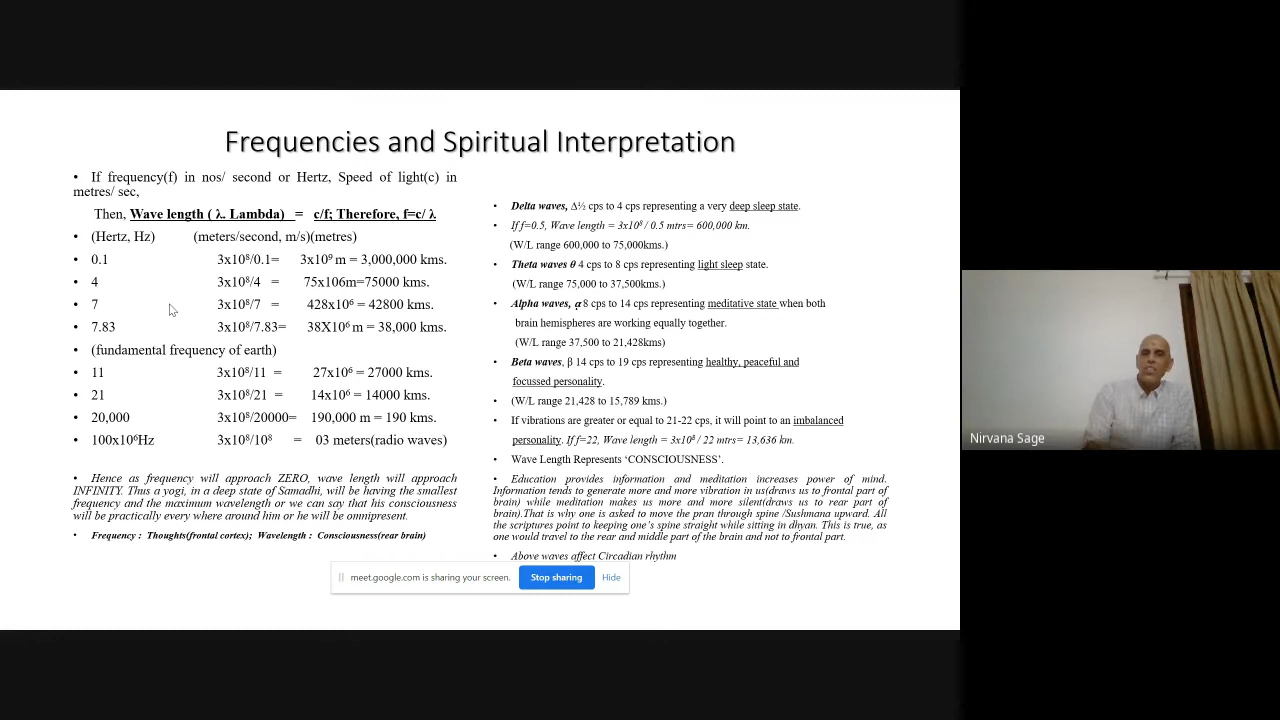 Frequencies and Spiritual Interpretation
• If frequency(f) in nos/ second or Hertz, Speed of light(c) in
metres/ sec,
Then, Wave length ( λ. Lambda) = c/f; Therefore, f=c/ λ
• (Hertz, Hz) (meters/second, m/s)(metres)
• 0.1 3x10⁸/0.1= 3x10⁹ m = 3,000,000 kms.
• 4 3x10⁸/4 = 75x106m=75000 kms.
• 7 3x10⁸/7 = 428x10⁶ = 42800 kms.
• 7.83 3x10⁸/7.83= 38X10⁶ m = 38,000 kms.
• (fundamental frequency of earth)
• 11 3x10⁸/11 = 27x10⁶ = 27000 kms.
• 21 3x10⁸/21 = 14x10⁶ = 14000 kms.
• 20,000 3x10⁸/20000= 190,000 m = 190 kms.
• 100x10⁶Hz 3x10⁸/10⁸ = 03 meters(radio waves)
• Hence as frequency will approach ZERO, wave length will approach
INFINITY. Thus a yogi, in a deep state of Samadhi, will be having the smallest
frequency and the maximum wavelength or we can say that his consciousness
will be practically every where around him or he will be omnipresent.
• Frequency : Thoughts(frontal cortex); Wavelength : Consciousness(rear brain)
• Delta waves, Δ½ cps to 4 cps representing a very deep sleep state.
• If f=0.5, Wave length = 3x10⁸ / 0.5 mtrs= 600,000 km.
(W/L range 600,000 to 75,000kms.)
• Theta waves θ 4 cps to 8 cps representing light sleep state.
(W/L range 75,000 to 37,500kms.)
• Alpha waves, α 8 cps to 14 cps representing meditative state when both
brain hemispheres are working equally together.
(W/L range 37,500 to 21,428kms)
• Beta waves, β 14 cps to 19 cps representing healthy, peaceful and
focussed personality.
• (W/L range 21,428 to 15,789 kms.)
• If vibrations are greater or equal to 21-22 cps, it will point to an imbalanced
personality. If f=22, Wave length = 3x10⁸ / 22 mtrs= 13,636 km.
• Wave Length Represents ‘CONSCIOUSNESS’.
• Education provides information and meditation increases power of mind.
Information tends to generate more and more vibration in us(draws us to frontal part of
brain) while meditation makes us more and more silent(draws us to rear part of
brain).That is why one is asked to move the pran through spine /Sushmana upward. All
the scriptures point to keeping one's spine straight while sitting in dhyan. This is true, as
one would travel to the rear and middle part of the brain and not to frontal part.
• Above waves affect Circadian rhythm
meet.google.com is sharing your screen. Stop sharing Hide
Nirvana Sage